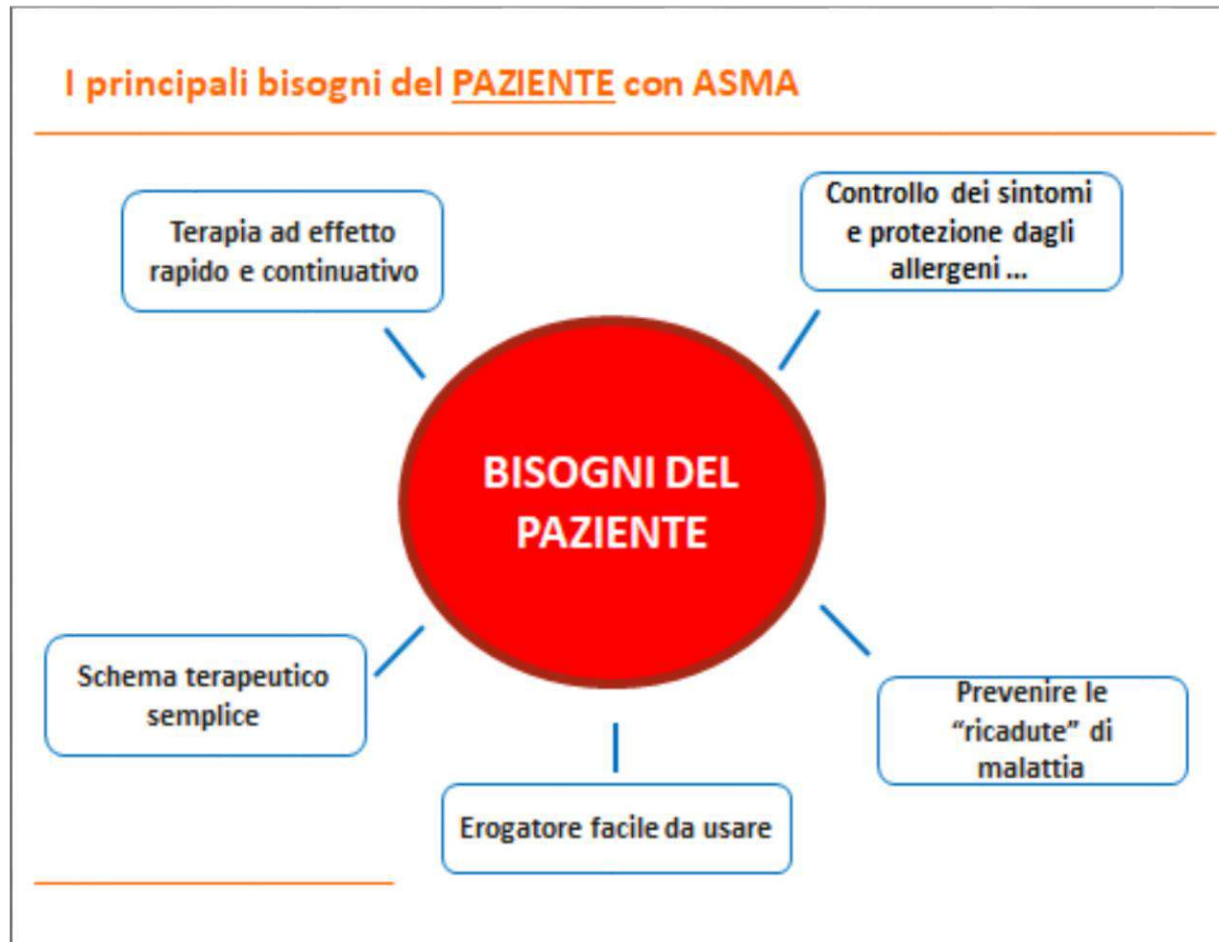 I principali bisogni del PAZIENTE con ASMA
Terapia ad effetto
rapido e continuativo
Controllo dei sintomi
e protezione dagli
allergeni ...
BISOGNI DEL
PAZIENTE
Schema terapeutico
semplice
Prevenire le
“ricadute” di
malattia
Erogatore facile da usare